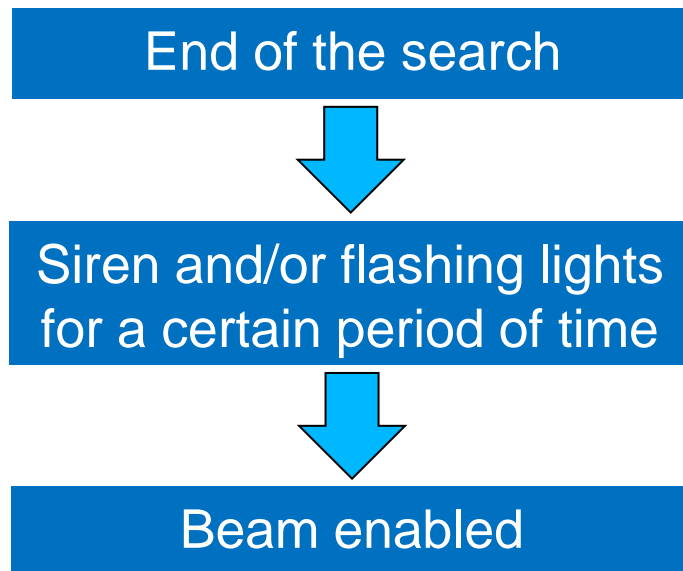 End of the search
Siren and/or flashing lights
for a certain period of time
Beam enabled